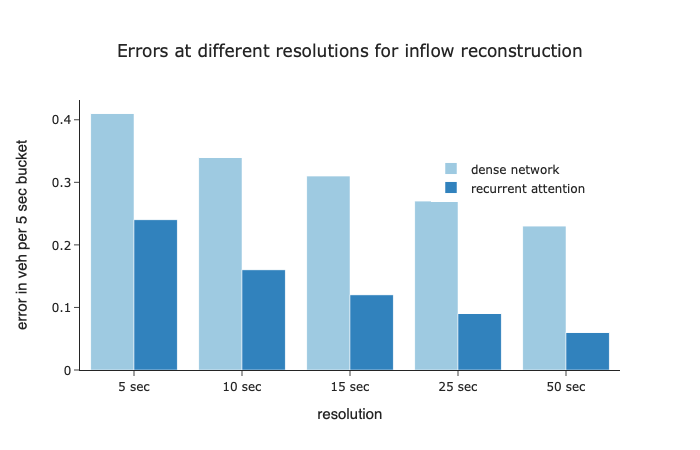 Errors at different resolutions for inflow reconstruction
error in veh per 5 sec bucket
0.4
0.3
0.2
0.1
0
dense network
recurrent attention
5 sec
10 sec
15 sec
25 sec
50 sec
resolution